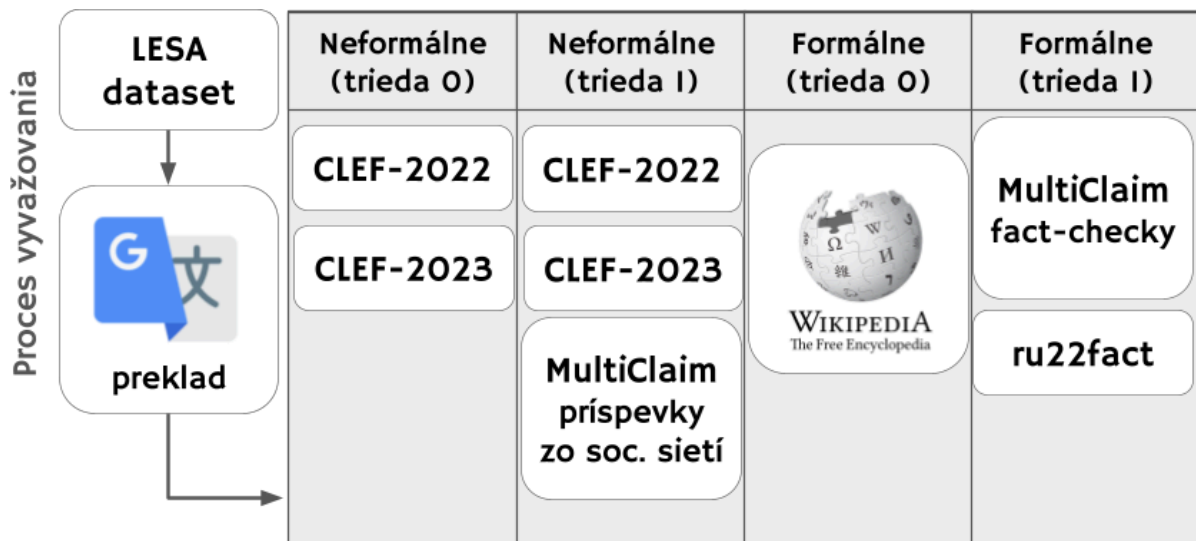 Proces vyvažovania
LESA
dataset
G 文
preklad
Neformálne
(trieda 0)
CLEF-2022
CLEF-2023
Neformálne
(trieda 1)
CLEF-2022
CLEF-2023
MultiClaim
príspevky
zo soc. sietí
Formálne
(trieda 0)
Ω W И 維
WIKIPEDIA
The Free Encyclopedia
Formálne
(trieda 1)
MultiClaim
fact-checky
ru22fact